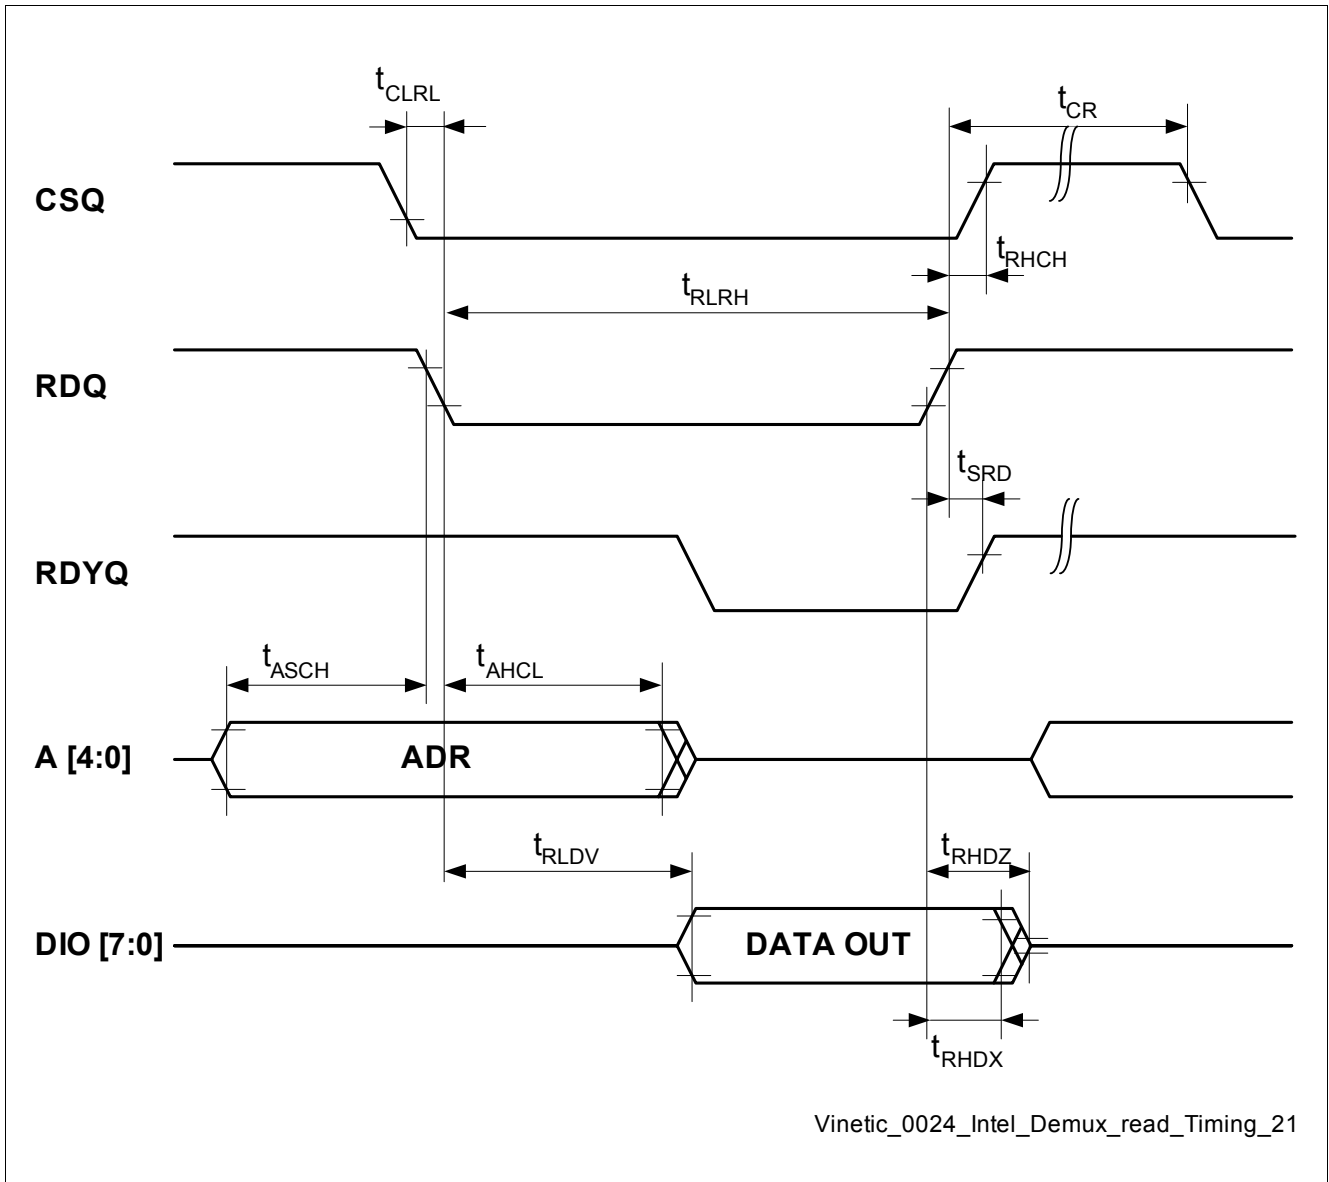 tCLRL
tCR
CSQ
tRHCH
tRLRH
RDQ
tSRD
RDYQ
tASCH
tAHCL
A [4:0]
ADR
tRLDV
tRHDZ
DIO [7:0]
DATA OUT
tRHDX
Vinetic_0024_Intel_Demux_read_Timing_21